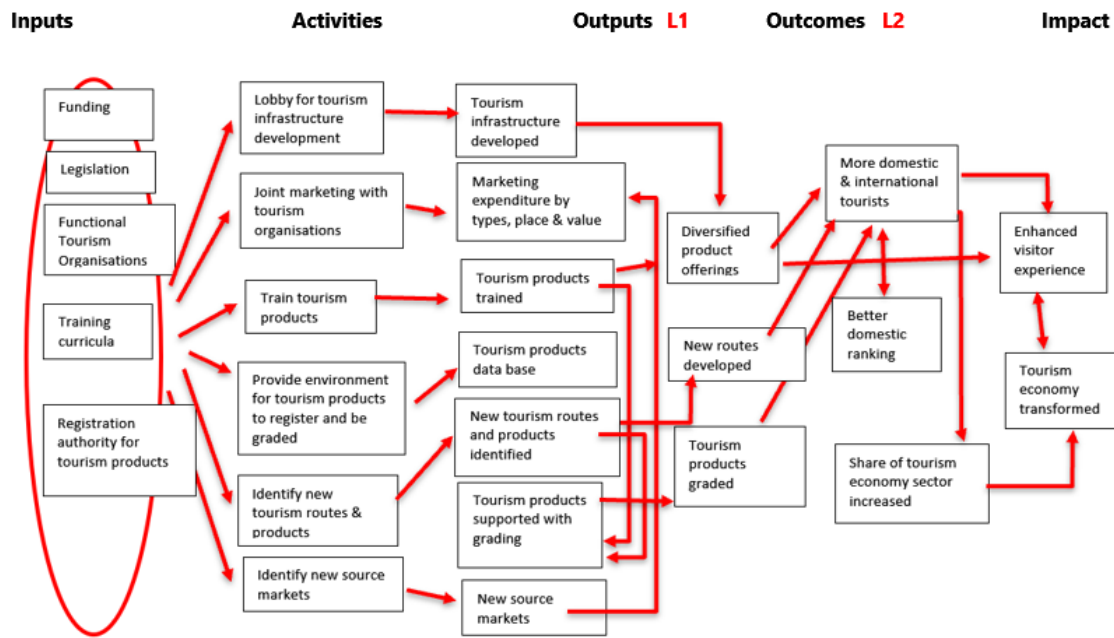 Inputs
Activities
Outputs L1
Outcomes L2
Impact
Funding
Legislation
Functional
Tourism
Organisations
Training
curricula
Registration
authority for
tourism products
Lobby for tourism
infrastructure
development
Joint marketing with
tourism
organisations
Train tourism
products
Provide environment
for tourism products
to register and be
graded
Identify new
tourism routes &
products
Identify new source
markets
Tourism
infrastructure
developed
Marketing
expenditure by
types, place & value
Tourism products
trained
Tourism products
data base
New tourism routes
and products
identified
Tourism products
supported with
grading
New source
markets
Diversified
product
offerings
New routes
developed
Tourism
products
graded
More domestic
& international
tourists
Better
domestic
ranking
Share of tourism
economy sector
increased
Enhanced
visitor
experience
Tourism
economy
transformed